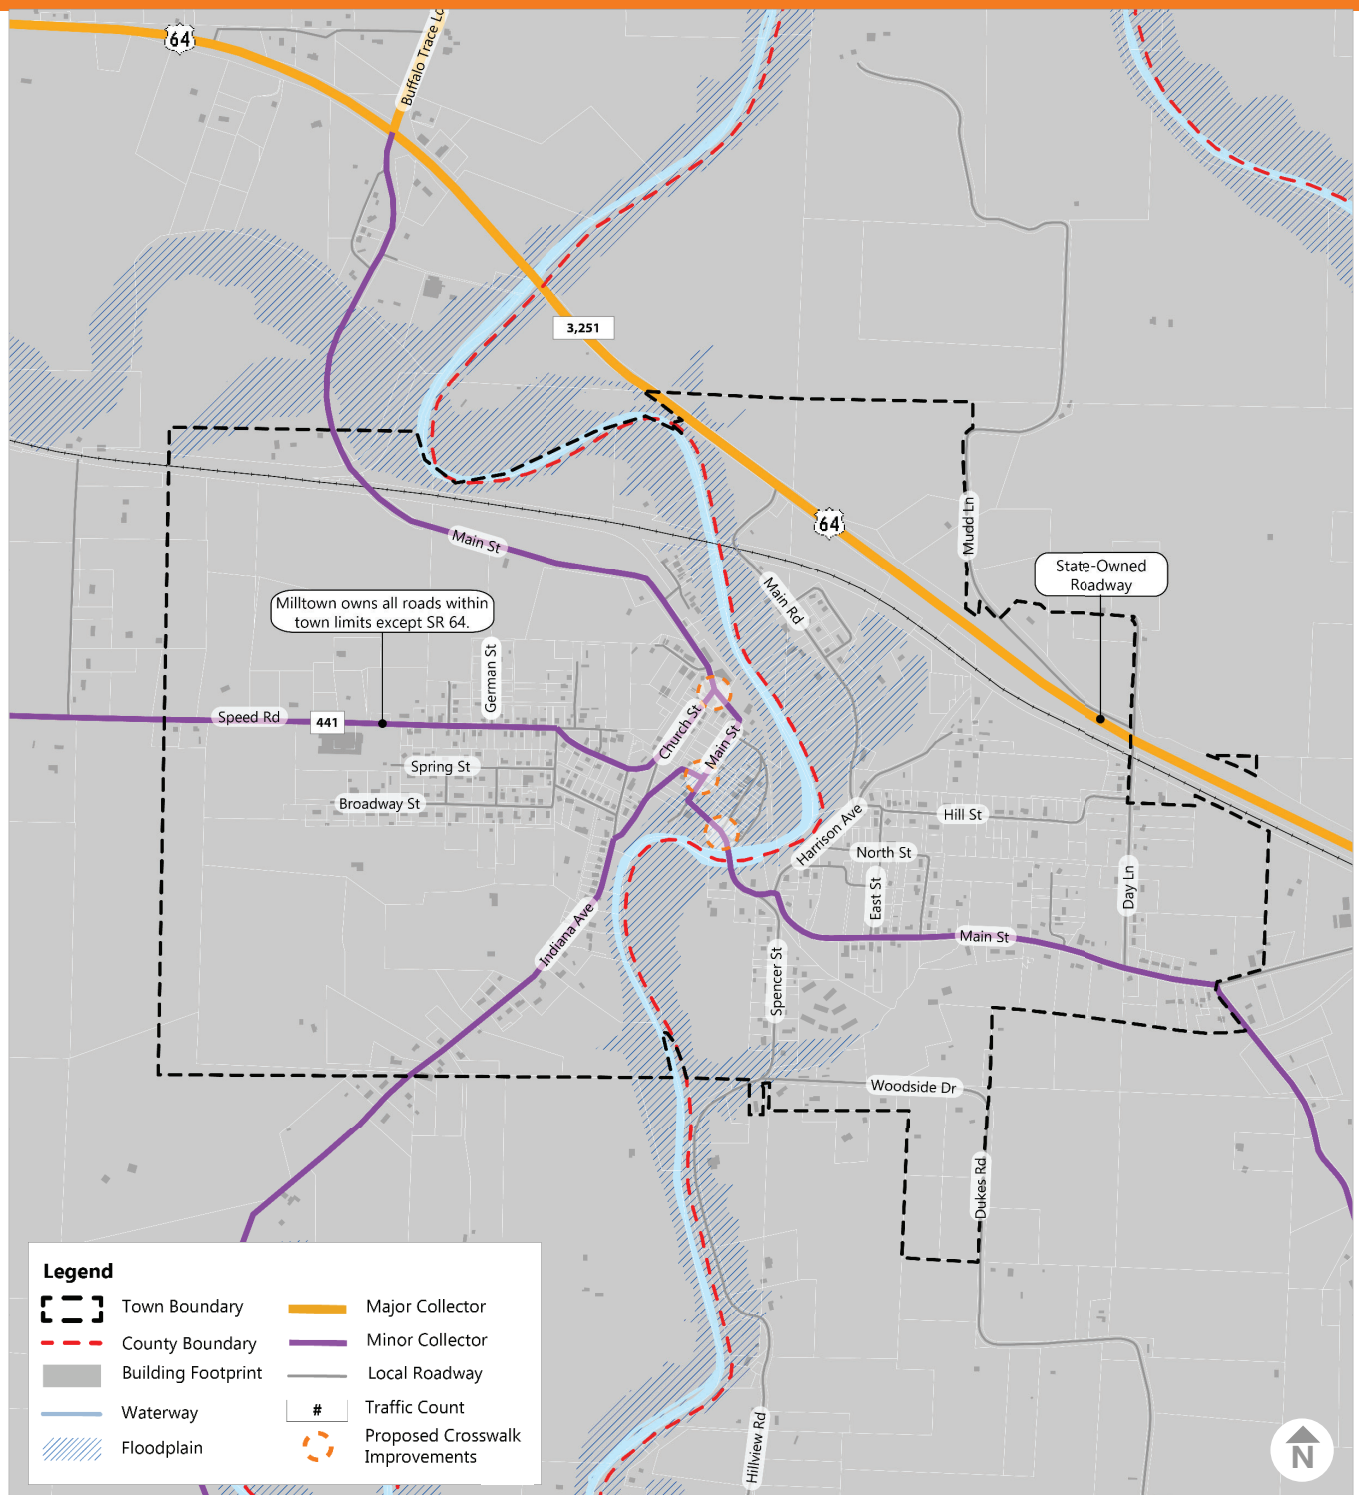 64
Buffalo Trace Lo
3,251
64
Mudd Ln
State-Owned
Roadway
Main St
Main Rd
Milltown owns all roads within
town limits except SR 64.
German St
Speed Rd
441
Church St
Main St
Spring St
Broadway St
Hill St
Harrison Ave
North St
East St
Day Ln
Indiana Ave
Main St
Spencer St
Woodside Dr
Dukes Rd
Hillview Rd
Legend
Town Boundary
County Boundary
Building Footprint
Waterway
Floodplain
Major Collector
Minor Collector
Local Roadway
# Traffic Count
Proposed Crosswalk
Improvements
N